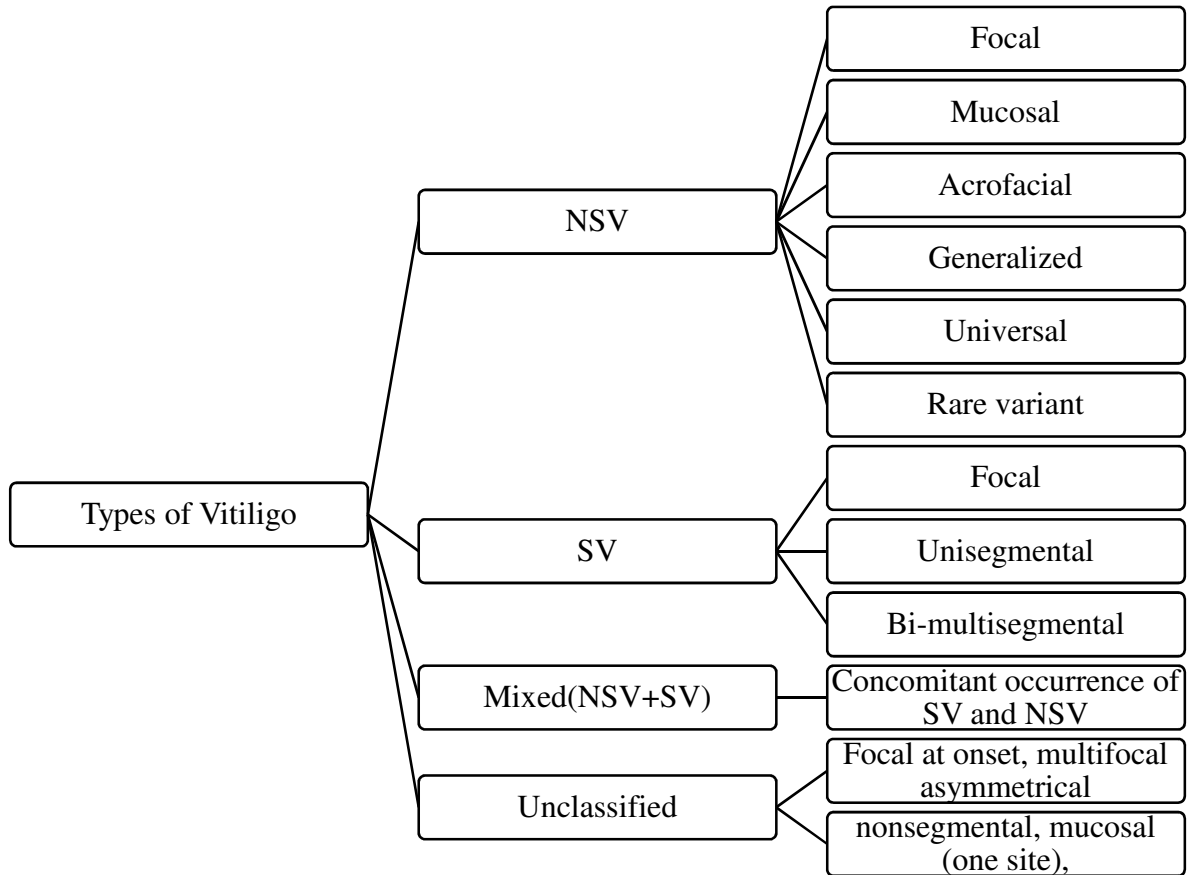 Types of Vitiligo
NSV
Focal
Mucosal
Acrofacial
Generalized
Universal
Rare variant
SV
Focal
Unisegmental
Bi-multisegmental
Mixed(NSV+SV)
Concomitant occurrence of
SV and NSV
Unclassified
Focal at onset, multifocal
asymmetrical
nonsegmental, mucosal
(one site),